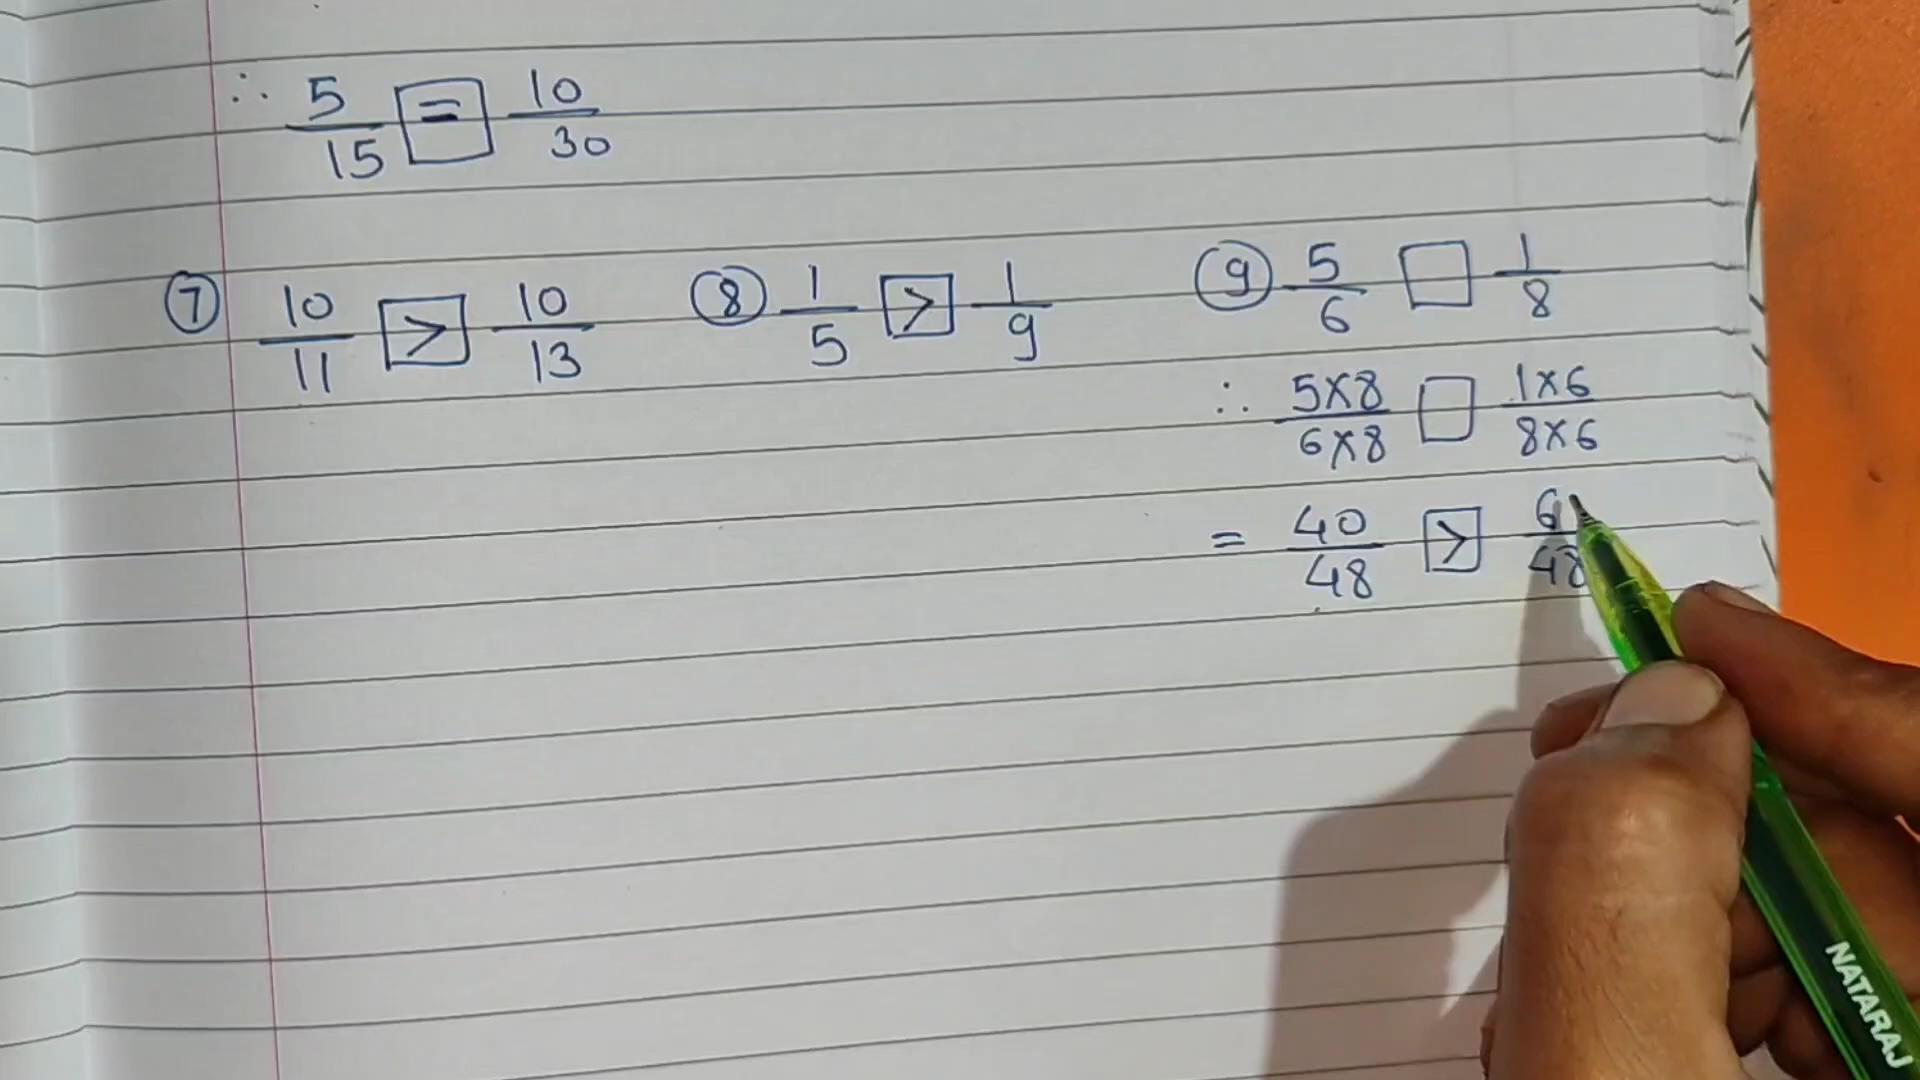 ∴ 5/15 [=] 10/30
⑦ 10/11 [>] 10/13 ⑧ 1/5 [>] 1/9 ⑨ 5/6 □ 1/8
∴ 5×8/6×8 □ 1×6/8×6
= 40/48 [>] 6/48
NATARAJ